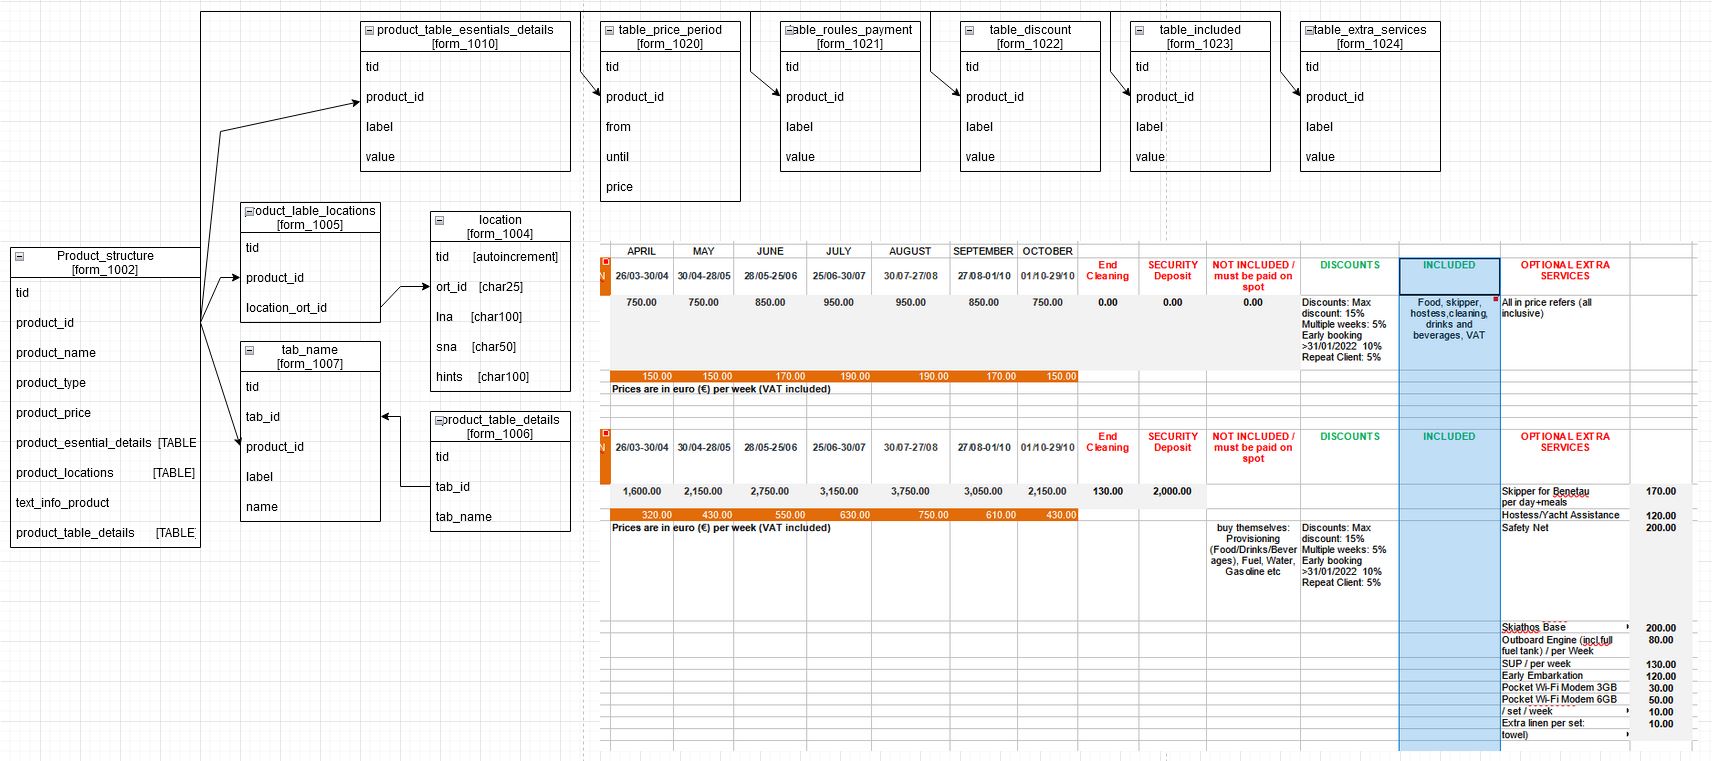 product_table_esentials_details
[form_1010]
tid
product_id
label
value
table_price_period
[form_1020]
tid
product_id
from
until
price
table_roules_payment
[form_1021]
tid
product_id
label
value
table_discount
[form_1022]
tid
product_id
label
value
table_included
[form_1023]
tid
product_id
label
value
table_extra_services
[form_1024]
tid
product_id
label
value
Product_structure
[form_1002]
tid
product_id
product_name
product_type
product_price
product_esential_details [TABLE
product_locations [TABLE]
text_info_product
product_table_details [TABLE
roduct_lable_locations
[form_1005]
tid
product_id
location_ort_id
tab_name
[form_1007]
tid
tab_id
product_id
label
name
location
[form_1004]
tid [autoincrement]
ort_id [char25]
lna [char100]
sna [char50]
hints [char100]
product_table_details
[form_1006]
tid
tab_id
tab_name
APRIL MAY JUNE JULY AUGUST SEPTEMBER OCTOBER
N 26/03-30/04 30/04-28/05 28/05-25/06 25/06-30/07 30/07-27/08 27/08-01/10 01/10-29/10
End
Cleaning
SECURITY
Deposit
NOT INCLUDED /
must be paid on
spot
DISCOUNTS
INCLUDED
OPTIONAL EXTRA
SERVICES
750.00 750.00 850.00 950.00 950.00 850.00 750.00 0.00 0.00 0.00
Discounts: Max
discount: 15%
Multiple weeks: 5%
Early booking
>31/01/2022 10%
Repeat Client: 5%
Food, skipper,
hostess,cleaning,
drinks and
beverages, VAT
All in price refers (all
inclusive)
150.00 150.00 170.00 190.00 190.00 170.00 150.00
Prices are in euro (€) per week (VAT included)
N 26/03-30/04 30/04-28/05 28/05-25/06 25/06-30/07 30/07-27/08 27/08-01/10 01/10-29/10
End
Cleaning
SECURITY
Deposit
NOT INCLUDED /
must be paid on
spot
DISCOUNTS
INCLUDED
OPTIONAL EXTRA
SERVICES
1,600.00 2,150.00 2,750.00 3,150.00 3,750.00 3,050.00 2,150.00 130.00 2,000.00
Skipper for Benetau
per day+meals
170.00
320.00 430.00 550.00 630.00 750.00 610.00 430.00
Hostess/Yacht Assistance 120.00
Prices are in euro (€) per week (VAT included)
buy themselves:
Provisioning
(Food/Drinks/Bever
ages), Fuel, Water,
Gasoline etc
Discounts: Max
discount: 15%
Multiple weeks: 5%
Early booking
>31/01/2022 10%
Repeat Client: 5%
Safety Net 200.00
Skiathos Base 200.00
Outboard Engine (incl.full
fuel tank) / per Week
80.00
SUP / per week 130.00
Early Embarkation 120.00
Pocket Wi-Fi Modem 3GB 30.00
Pocket Wi-Fi Modem 6GB 50.00
/ set / week 10.00
Extra linen per set: 10.00
towel)